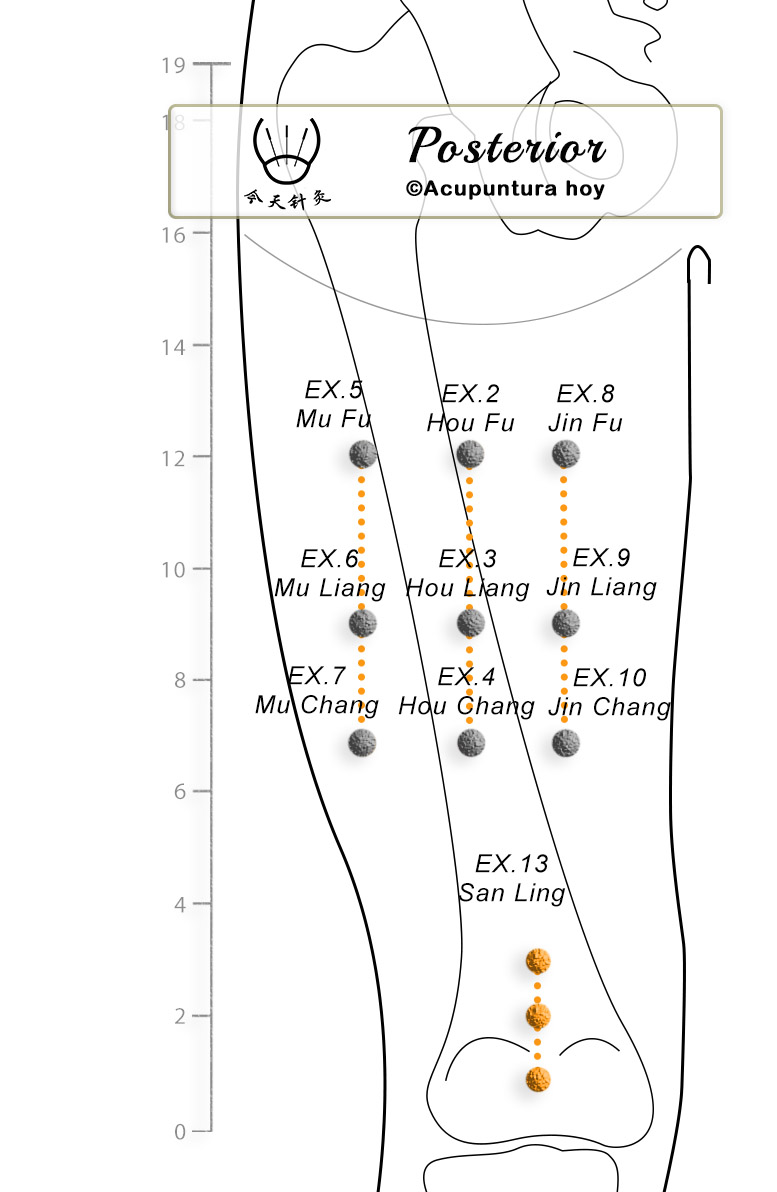 19
18
Posterior
©Acupuntura hoy
灸天针灸
16
14
EX.5
Mu Fu
EX.2
Hou Fu
EX.8
Jin Fu
12
EX.6
Mu Liang
EX.3
Hou Liang
EX.9
Jin Liang
10
EX.7
Mu Chang
EX.4
Hou Chang
EX.10
Jin Chang
8
6
EX.13
San Ling
4
2
0